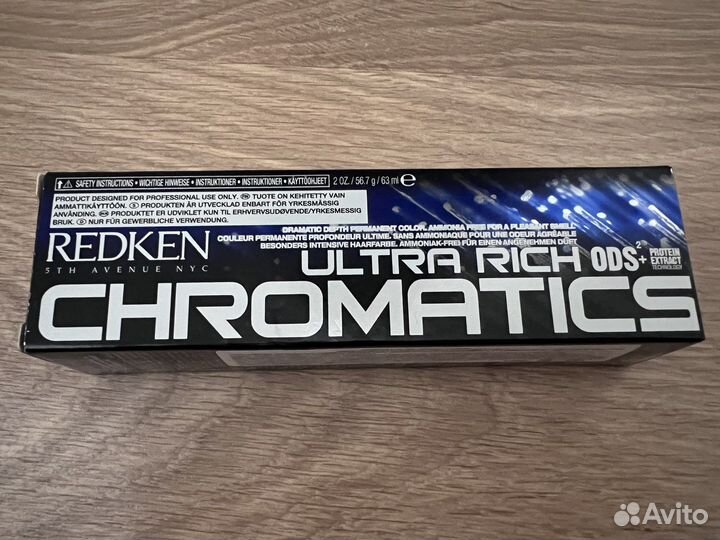 ⚠ SAFETY INSTRUCTIONS • WICHTIGE HINWEISE • INSTRUKTIONER • INSTRUKTIONER • KÄYTTÖOHJEET 2 OZ. / 56.7 g / 63 ml ℮
PRODUCT DESIGNED FOR PROFESSIONAL USE ONLY. TUOTE ON KEHITETTY VAIN
AMMATTIKÄYTTÖÖN. PRODUKTEN ÄR UTVECKLAD ENBART FÖR YRKESMÄSSIG
ANVÄNDING. PRODUKTET ER UDVIKLET KUN TIL ERHVERVSUDØVENDE/YRKESMESSIG
BRUK. NUR FÜR GEWERBLICHE VERWENDUNG.
DRAMATIC DEPTH PERMANENT COLOR. AMMONIA FREE FOR A PLEASANT SMELL
COULEUR PERMANENTE PROFONDEUR ULTIME. SANS AMMONIAQUE POUR UNE ODEUR AGRÉABLE
BESONDERS INTENSIVE HAARFARBE. AMMONIAK-FREI FÜR EINEN ANGENEHMEN DUFT
REDKEN
5TH AVENUE NYC
ULTRA RICH ODS2+ PROTEIN
EXTRACT
TECHNOLOGY
CHROMATICS
Avito